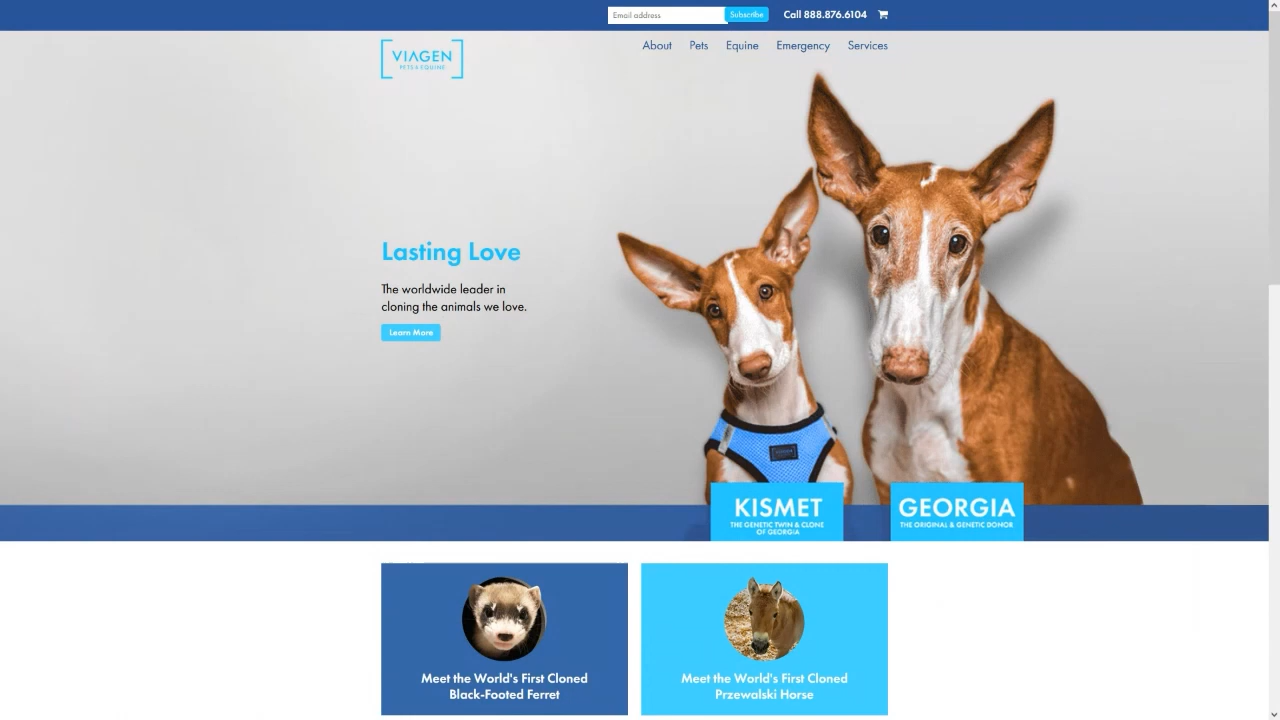 Email address
Subscribe
Call 888.876.6104
VIAGEN
PETS & EQUINE
About
Pets
Equine
Emergency
Services
Lasting Love
The worldwide leader in
cloning the animals we love.
Learn More
KISMET
THE GENETIC TWIN & CLONE
OF GEORGIA
GEORGIA
THE ORIGINAL & GENETIC DONOR
Meet the World's First Cloned
Black-Footed Ferret
Meet the World's First Cloned
Przewalski Horse